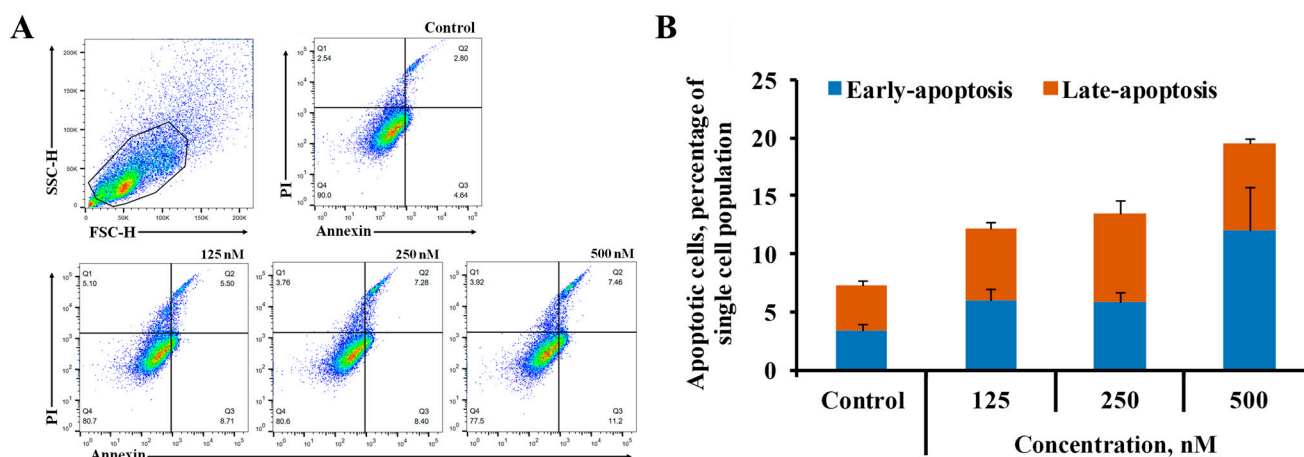 A
200K
150K
100K
50K
0
0 50K 100K 150K 200K
SSC-H
FSC-H
Control
Q1
2.54
Q2
2.80
Q4
90.0
Q3
4.64
PI
Annexin
125 nM
Q1
5.10
Q2
5.50
Q4
80.7
Q3
8.71
PI
Annexin
250 nM
Q1
3.76
Q2
7.28
Q4
80.6
Q3
8.40
500 nM
Q1
3.92
Q2
7.46
Q4
77.5
Q3
11.2
B
Early-apoptosis Late-apoptosis
Apoptotic cells, percentage of
single cell population
25
20
15
10
5
0
Control 125 250 500
Concentration, nM